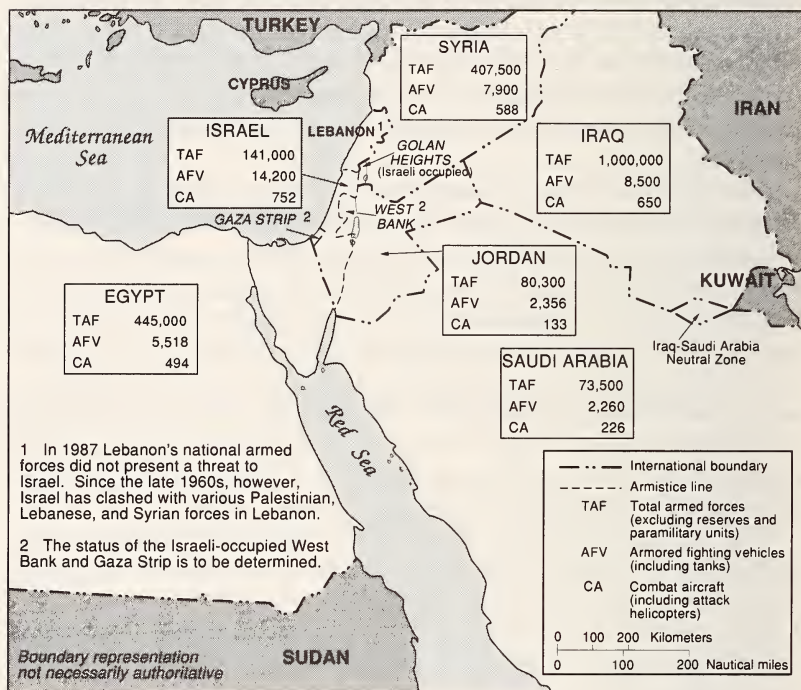 TURKEY
SYRIA
TAF 407,500
AFV 7,900
CA 588
CYPRUS
IRAN
Mediterranean
Sea
ISRAEL
TAF 141,000
AFV 14,200
CA 752
LEBANON 1
GOLAN
HEIGHTS
(Israeli occupied)
IRAQ
TAF 1,000,000
AFV 8,500
CA 650
GAZA STRIP 2
WEST 2
BANK
JORDAN
TAF 80,300
AFV 2,356
CA 133
KUWAIT
EGYPT
TAF 445,000
AFV 5,518
CA 494
Iraq-Saudi Arabia
Neutral Zone
SAUDI ARABIA
TAF 73,500
AFV 2,260
CA 226
Red Sea
1 In 1987 Lebanon's national armed
forces did not present a threat to
Israel. Since the late 1960s, however,
Israel has clashed with various Palestinian,
Lebanese, and Syrian forces in Lebanon.
2 The status of the Israeli-occupied West
Bank and Gaza Strip is to be determined.
International boundary
Armistice line
TAF Total armed forces
(excluding reserves and
paramilitary units)
AFV Armored fighting vehicles
(including tanks)
CA Combat aircraft
(including attack
helicopters)
0 100 200 Kilometers
0 100 200 Nautical miles
SUDAN
Boundary representation
not necessarily authoritative